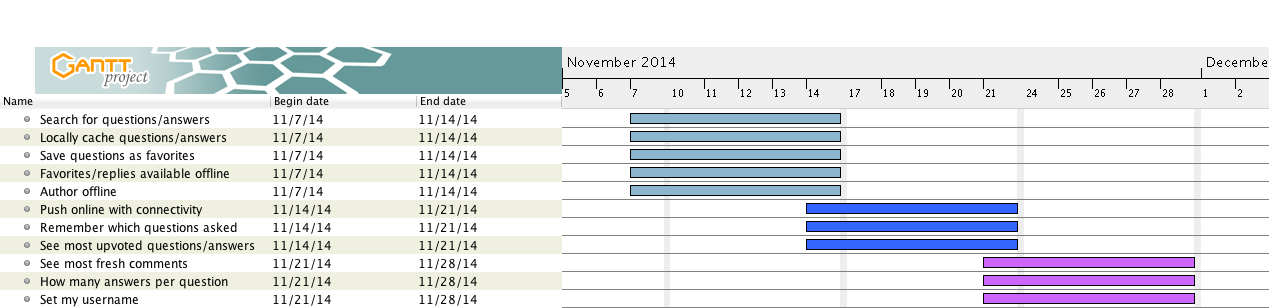 GANTT
project
November 2014
Decembe
5 6 7 10 11 12 13 14 17 18 19 20 21 24 25 26 27 28 1 2
Name Begin date End date
Search for questions/answers 11/7/14 11/14/14
Locally cache questions/answers 11/7/14 11/14/14
Save questions as favorites 11/7/14 11/14/14
Favorites/replies available offline 11/7/14 11/14/14
Author offline 11/7/14 11/14/14
Push online with connectivity 11/14/14 11/21/14
Remember which questions asked 11/14/14 11/21/14
See most upvoted questions/answers 11/14/14 11/21/14
See most fresh comments 11/21/14 11/28/14
How many answers per question 11/21/14 11/28/14
Set my username 11/21/14 11/28/14